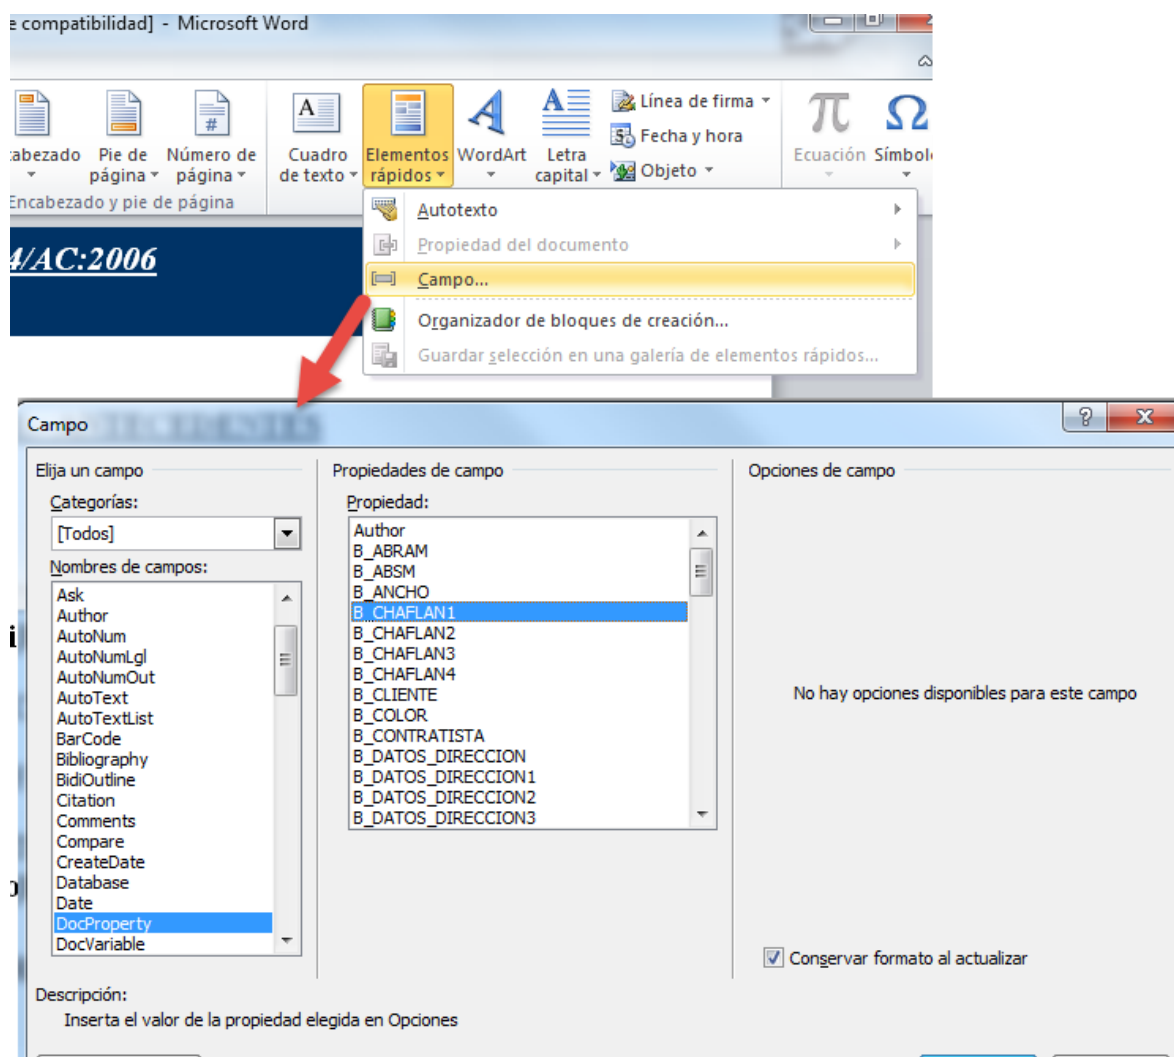 e compatibilidad] - Microsoft Word
Línea de firma
Fecha y hora
Objeto
cabezado Pie de página Número de página Cuadro de texto Elementos rápidos WordArt Letra capital Ecuación Símbol
Encabezado y pie de página
4/AC:2006
Autotexto
Propiedad del documento
Campo...
Organizador de bloques de creación...
Guardar selección en una galería de elementos rápidos...
Campo
Elija un campo
Categorías:
[Todos]
Nombres de campos:
Ask
Author
AutoNum
AutoNumLgl
AutoNumOut
AutoText
AutoTextList
BarCode
Bibliography
BidiOutline
Citation
Comments
Compare
CreateDate
Database
Date
DocProperty
DocVariable
Propiedades de campo
Propiedad:
Author
B_ABRAM
B_ABSM
B_ANCHO
B_CHAFLAN1
B_CHAFLAN2
B_CHAFLAN3
B_CHAFLAN4
B_CLIENTE
B_COLOR
B_CONTRATISTA
B_DATOS_DIRECCION
B_DATOS_DIRECCION1
B_DATOS_DIRECCION2
B_DATOS_DIRECCION3
Opciones de campo
No hay opciones disponibles para este campo
Conservar formato al actualizar
Descripción:
Inserta el valor de la propiedad elegida en Opciones